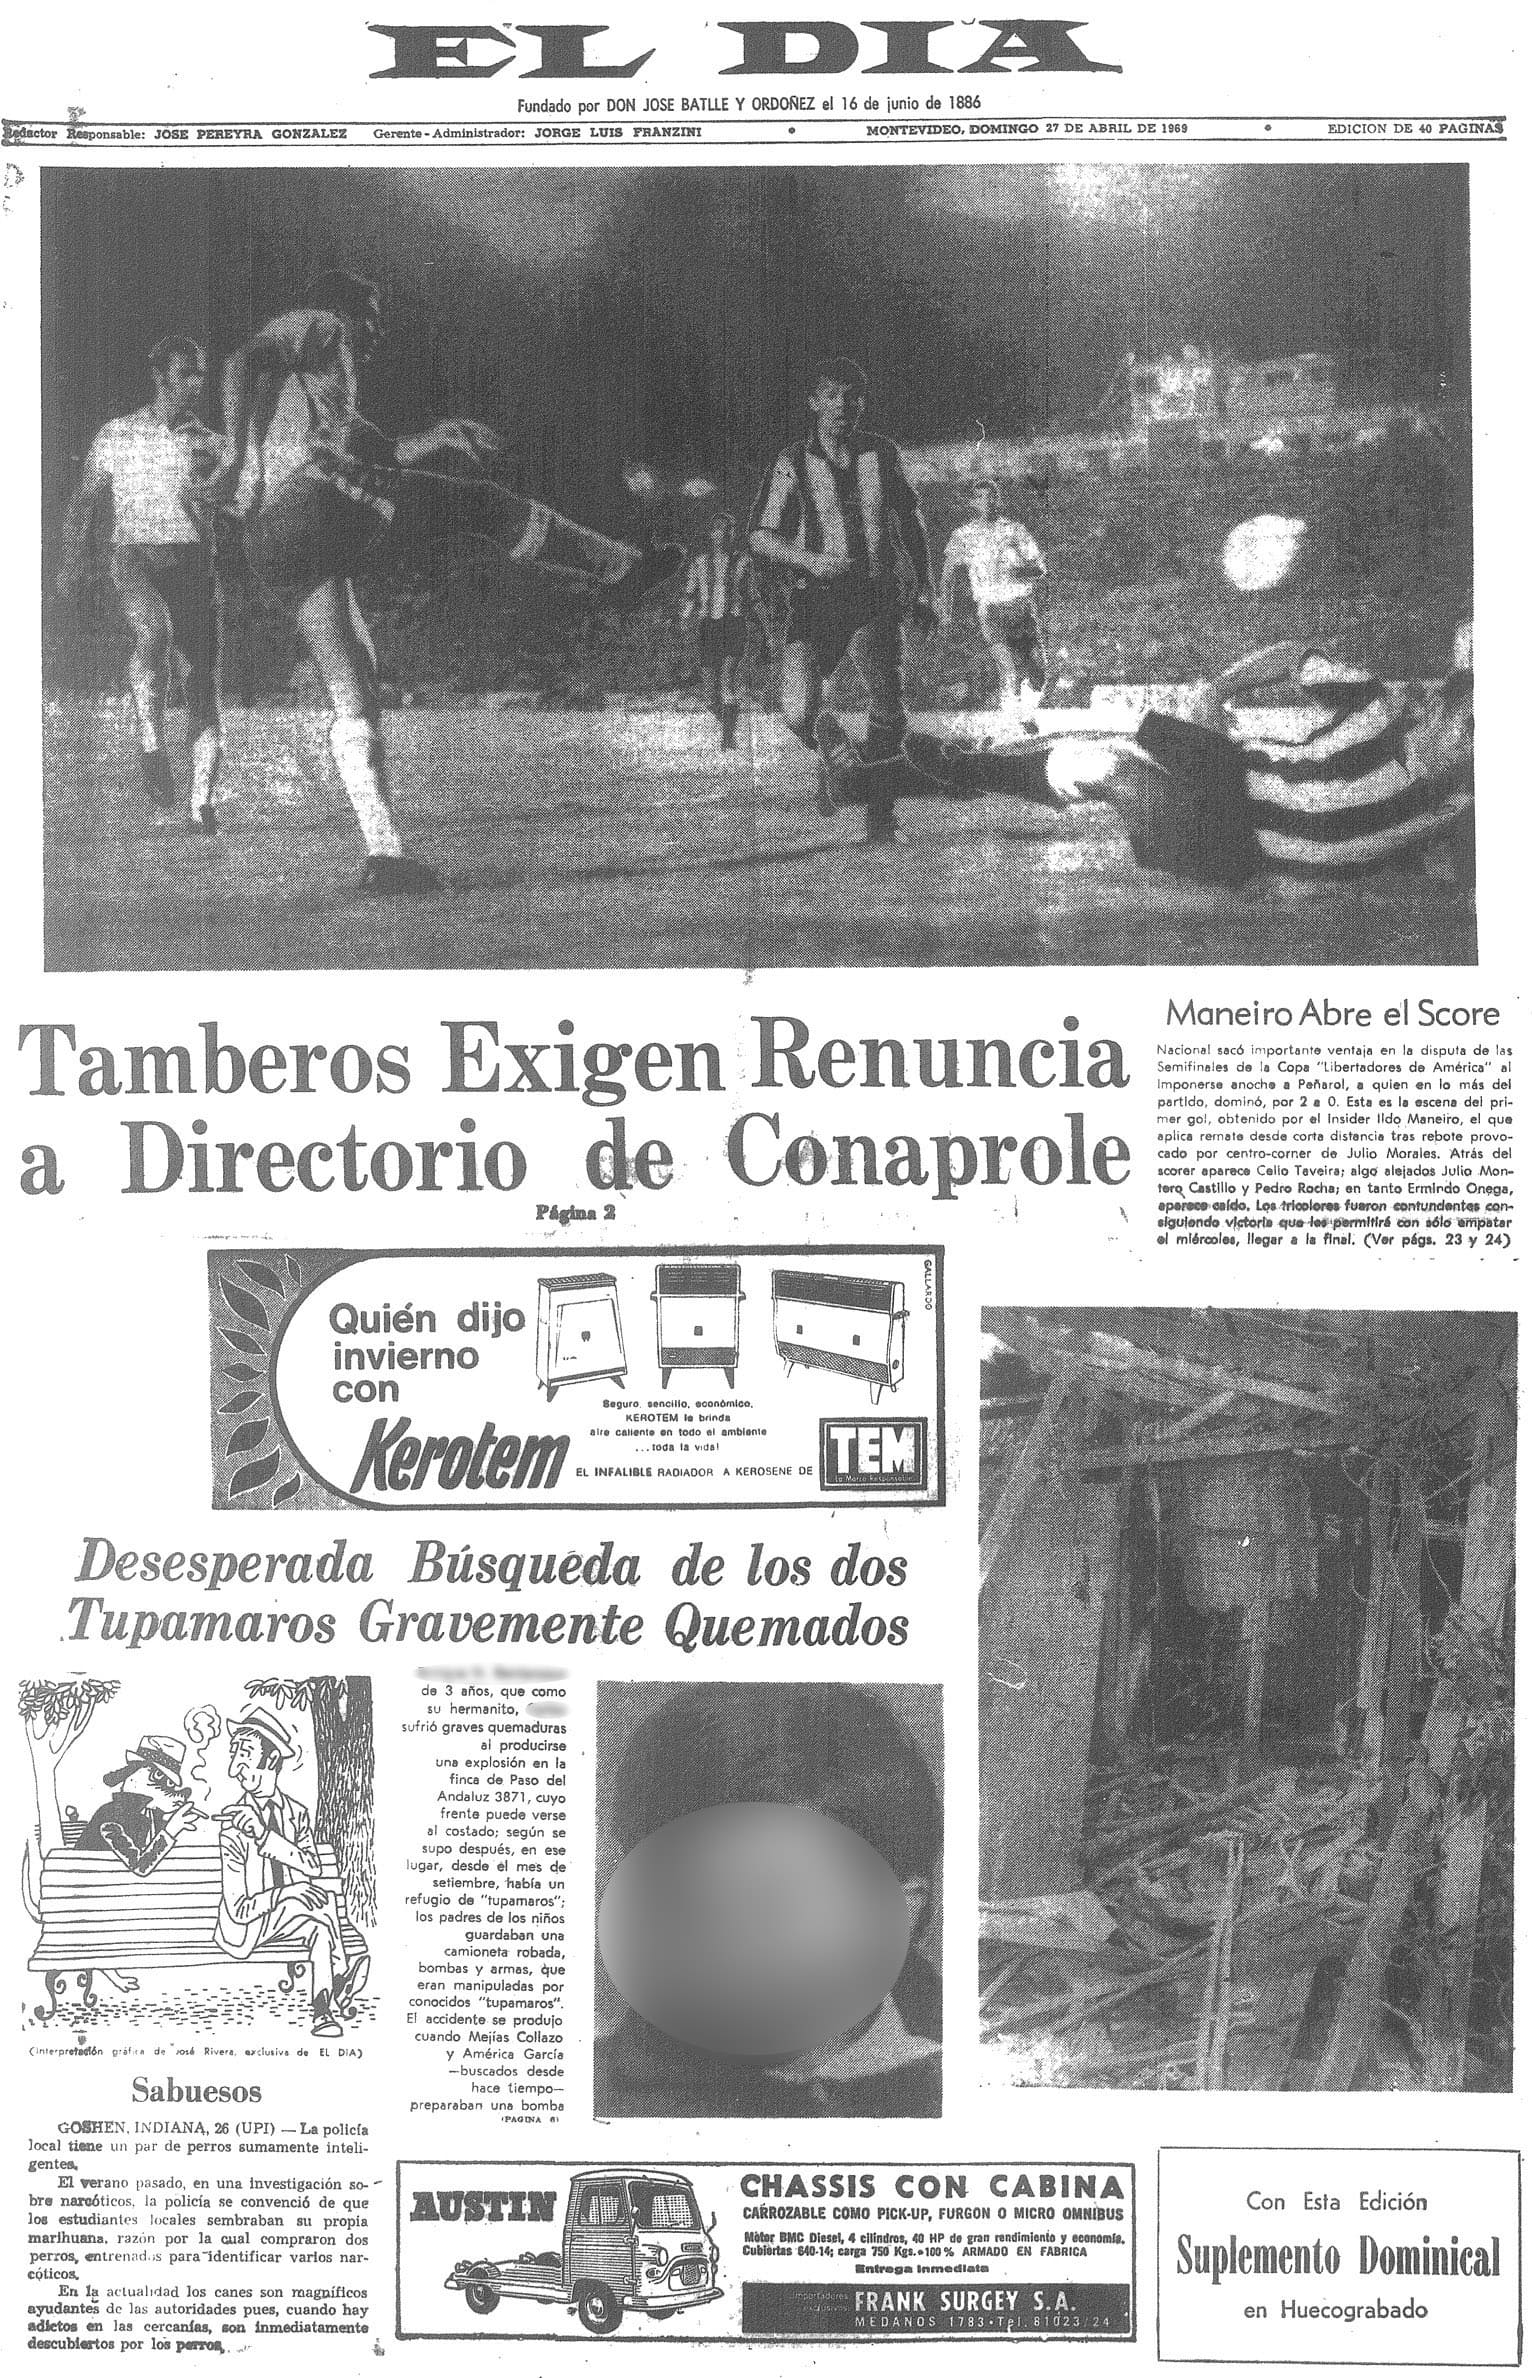 EL DIA
Fundado por DON JOSE BATLLE Y ORDOÑEZ el 16 de junio de 1886
Redactor Responsable: JOSE PEREYRA GONZALEZ Gerente-Administrador: JORGE LUIS FRANZINI • MONTEVIDEO, DOMINGO 27 DE ABRIL DE 1969 • EDICION DE 40 PAGINAS
Tamberos Exigen Renuncia
a Directorio de Conaprole
Página 2
Maneiro Abre el Score
Nacional sacó importante ventaja en la disputa de las
Semifinales de la Copa "Libertadores de América" al
imponerse anoche a Peñarol, a quien en lo más del
partido, dominó, por 2 a 0. Esta es la escena del pri-
mer gol, obtenido por el insider Ildo Maneiro, el que
aplica remate desde corta distancia tras rebote provo-
cado por centro-corner de Julio Morales. Atrás del
scorer aparece Celio Taveira; algo alejados Julio Mon-
tero Castillo y Pedro Rocha; en tanto Ermindo Onega,
aparece caído. Los tricolores fueron contundentes con-
siguiendo victoria que les permitirá con sólo empatar
el miércoles, llegar a la final. (Ver págs. 23 y 24)
Quién dijo
invierno
con
Kerotem
GALLARDO
Seguro, sencillo, económico,
KEROTEM le brinda
aire caliente en todo el ambiente
...toda la vida!
EL INFALIBLE RADIADOR A KEROSENE DE
TEM
La Marca Responsable
Desesperada Búsqueda de los dos
Tupamaros Gravemente Quemados
de 3 años, que como
su hermanito,
sufrió graves quemaduras
al producirse
una explosión en la
finca de Paso del
Andaluz 3871, cuyo
frente puede verse
al costado; según se
supo después, en ese
lugar, desde el mes de
setiembre, había un
refugio de "tupamaros";
los padres de los niños
guardaban una
camioneta robada,
bombas y armas, que
eran manipuladas por
conocidos "tupamaros".
El accidente se produjo
cuando Mejías Collazo
y América García
—buscados desde
hace tiempo—
preparaban una bomba
(PAGINA 6)
(Interpretación gráfica de José Rivera, exclusiva de EL DIA)
Sabuesos
GOSHEN, INDIANA, 26 (UPI) — La policía
local tiene un par de perros sumamente inteli-
gentes.
El verano pasado, en una investigación so-
bre narcóticos, la policía se convenció de que
los estudiantes locales sembraban su propia
marihuana, razón por la cual compraron dos
perros, entrenados para identificar varios nar-
cóticos.
En la actualidad los canes son magníficos
ayudantes de las autoridades pues, cuando hay
adictos en las cercanías, son inmediatamente
descubiertos por los perros.
AUSTIN
CHASSIS CON CABINA
CARROZABLE COMO PICK-UP, FURGON O MICRO OMNIBUS
Motor BMC Diesel, 4 cilindros, 40 HP de gran rendimiento y economía.
Cubiertas 640-14; carga 750 Kgs.•100% ARMADO EN FABRICA
Entrega Inmediata
importadores
exclusivos:
FRANK SURGEY S.A.
MEDANOS 1783•Tel. 81023/24
Con Esta Edición
Suplemento Dominical
en Huecograbado